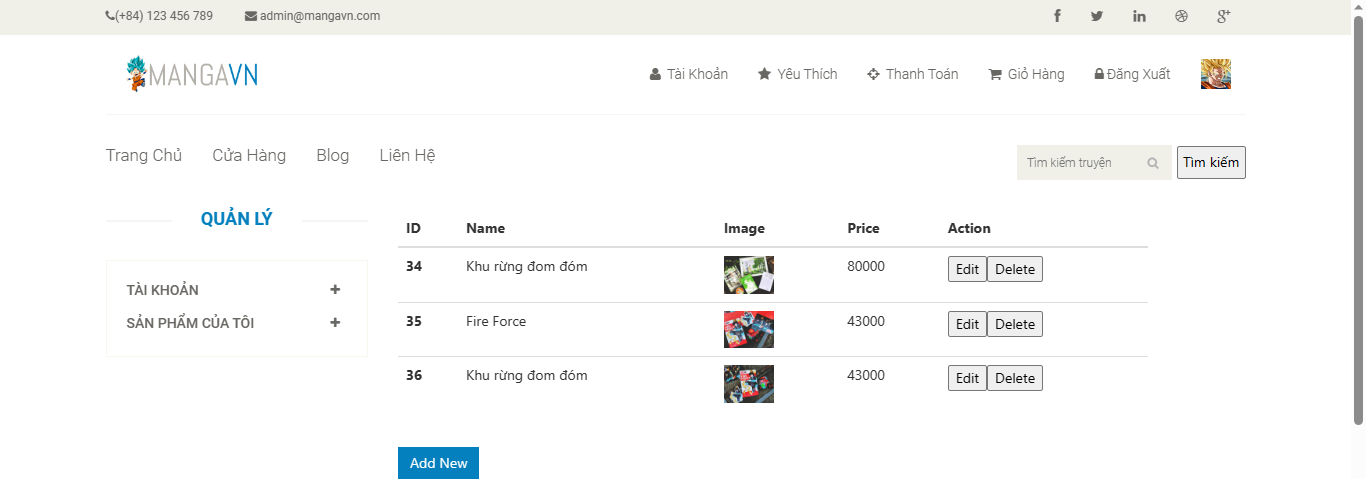 (+84) 123 456 789 admin@mangavn.com
MANGAVN
Tài Khoản Yêu Thích Thanh Toán Giỏ Hàng Đăng Xuất
Trang Chủ Cửa Hàng Blog Liên Hệ
Tìm kiếm truyện Tìm kiếm
QUẢN LÝ
TÀI KHOẢN
SẢN PHẨM CỦA TÔI
ID Name Image Price Action
34 Khu rừng đom đóm 80000 Edit Delete
35 Fire Force 43000 Edit Delete
36 Khu rừng đom đóm 43000 Edit Delete
Add New